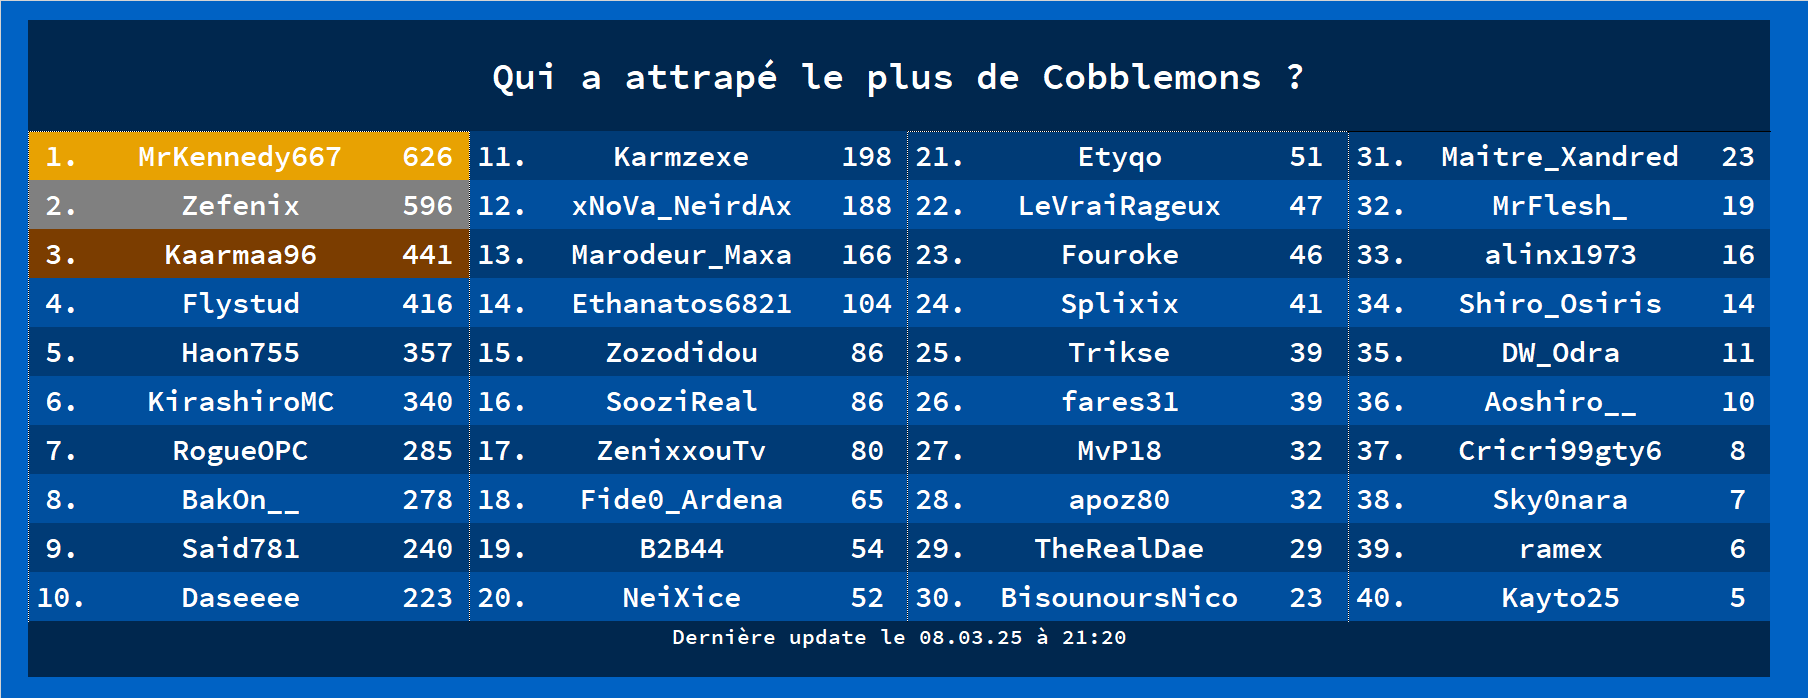 Qui a attrapé le plus de Cobblemons ?
1. MrKennedy667 626 11. Karmzexe 198 21. Etyqo 51 31. Maitre_Xandred 23
2. Zefenix 596 12. xNoVa_NeirdAx 188 22. LeVraiRageux 47 32. MrFlesh_ 19
3. Kaarmaa96 441 13. Marodeur_Maxa 166 23. Fouroke 46 33. alinx1973 16
4. Flystud 416 14. Ethanatos6821 104 24. Splixix 41 34. Shiro_Osiris 14
5. Haon755 357 15. Zozodidou 86 25. Trikse 39 35. DW_Odra 11
6. KirashiroMC 340 16. SooziReal 86 26. fares31 39 36. Aoshiro__ 10
7. RogueOPC 285 17. ZenixxouTv 80 27. MvP18 32 37. Cricri99gty6 8
8. BakOn__ 278 18. Fide0_Ardena 65 28. apoz80 32 38. Sky0nara 7
9. Said781 240 19. B2B44 54 29. TheRealDae 29 39. ramex 6
10. Daseeee 223 20. NeiXice 52 30. BisounoursNico 23 40. Kayto25 5
Dernière update le 08.03.25 à 21:20